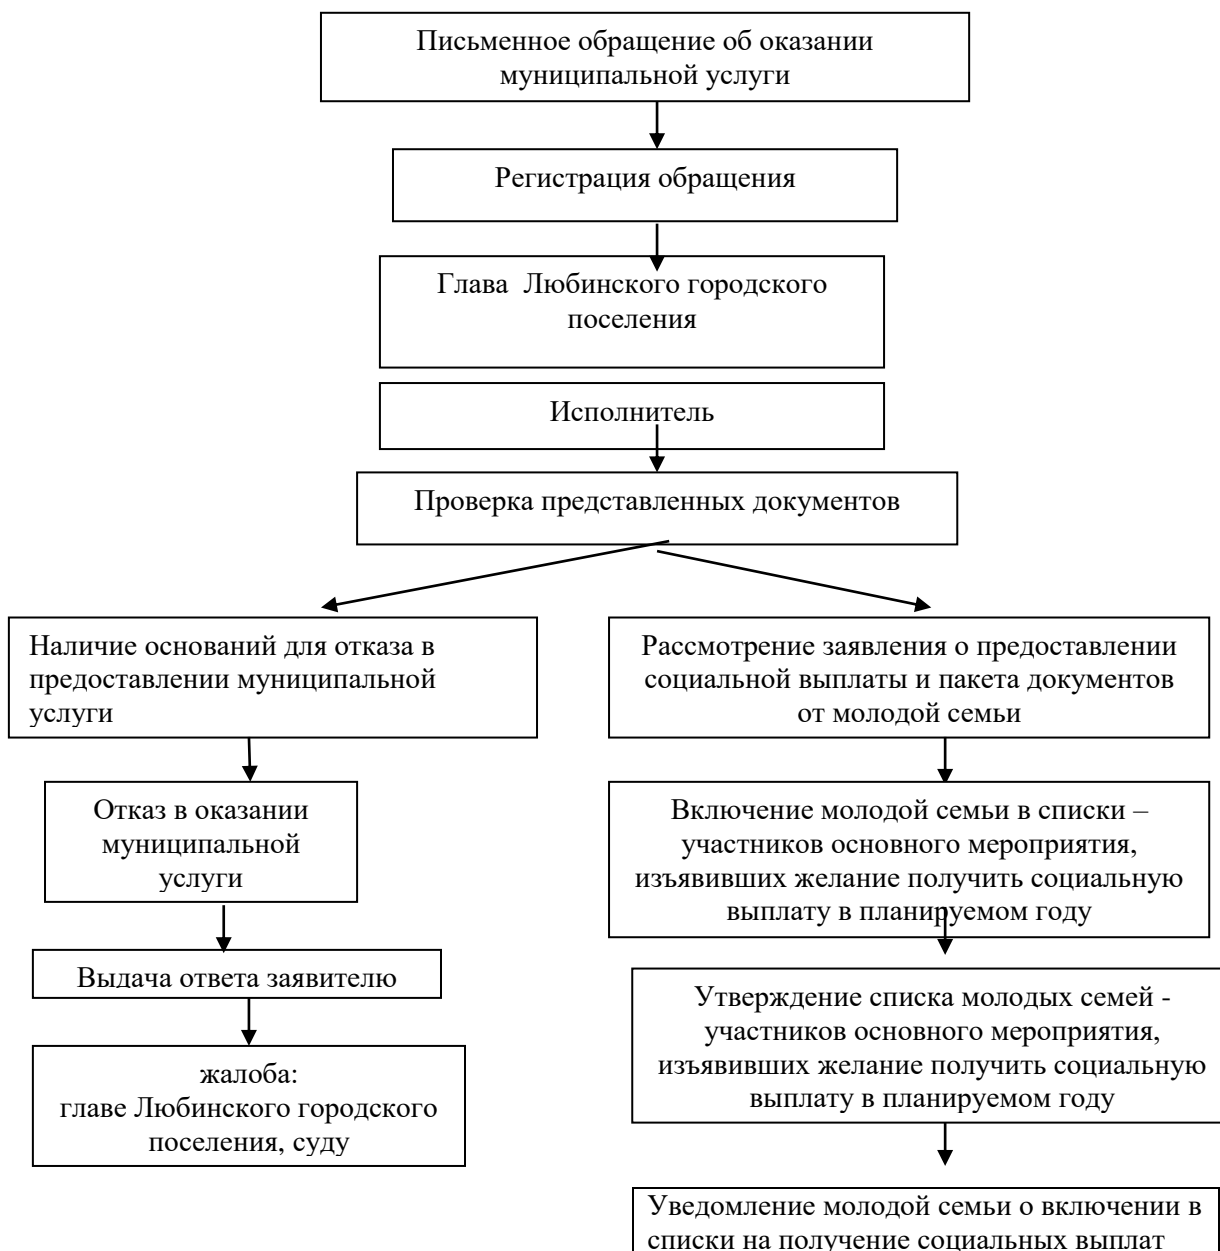 Письменное обращение об оказании
муниципальной услуги
Регистрация обращения
Глава Любинского городского
поселения
Исполнитель
Проверка представленных документов
Наличие оснований для отказа в
предоставлении муниципальной
услуги
Отказ в оказании
муниципальной
услуги
Выдача ответа заявителю
жалоба:
главе Любинского городского
поселения, суду
Рассмотрение заявления о предоставлении
социальной выплаты и пакета документов
от молодой семьи
Включение молодой семьи в списки –
участников основного мероприятия,
изъявивших желание получить социальную
выплату в планируемом году
Утверждение списка молодых семей -
участников основного мероприятия,
изъявивших желание получить социальную
выплату в планируемом году
Уведомление молодой семьи о включении в
списки на получение социальных выплат